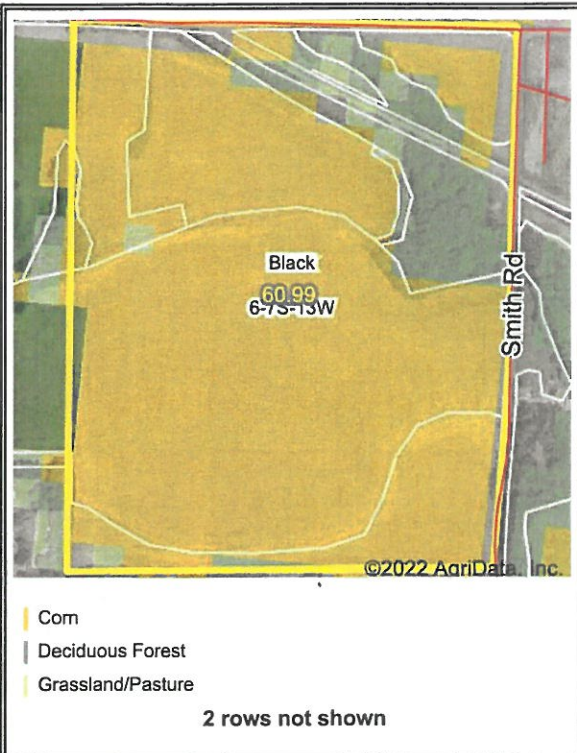 Black
60.99
6-7S-13W
Smith Rd
©2022 AgriData, Inc.
Corn
Deciduous Forest
Grassland/Pasture
2 rows not shown